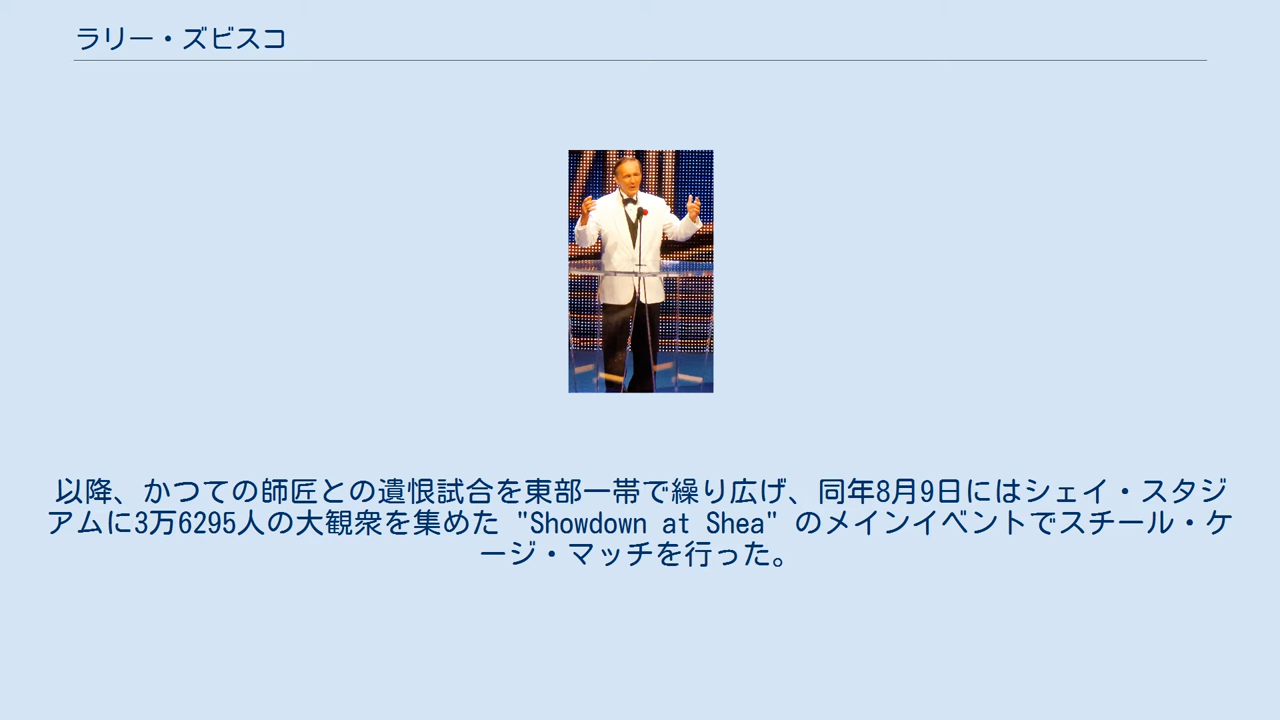 ラリー・ズビスコ
以降、かつての師匠との遺恨試合を東部一帯で繰り広げ、同年8月9日にはシェイ・スタジ
アムに3万6295人の大観衆を集めた "Showdown at Shea" のメインイベントでスチール・ケ
ージ・マッチを行った。